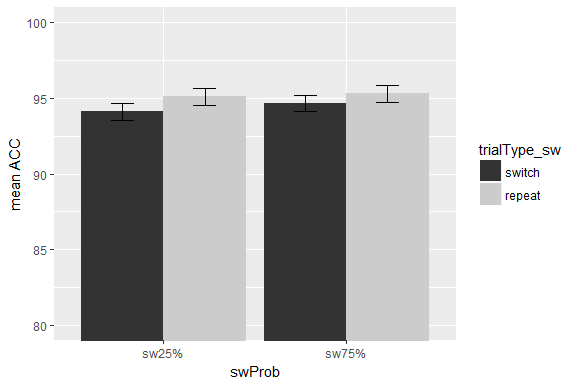 100
95
90
85
80
mean ACC
sw25%
sw75%
swProb
trialType_sw
switch
repeat